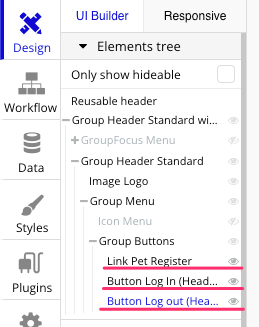 UI Builder
Responsive
Design
Elements tree
Only show hideable
Workflow
Reusable header
Group Header Standard wi...
GroupFocus Menu
Data
Group Header Standard
Image Logo
Styles
Group Menu
Icon Menu
Group Buttons
Plugins
Link Pet Register
Button Log In (Head...
Button Log out (Hea...